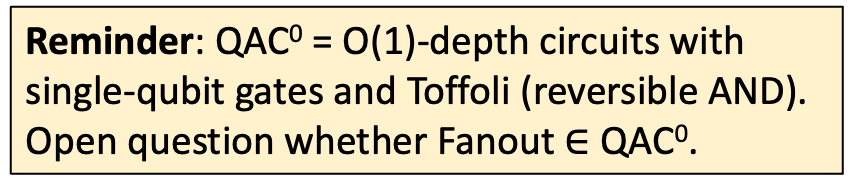 Reminder: QAC⁰ = O(1)-depth circuits with
single-qubit gates and Toffoli (reversible AND).
Open question whether Fanout ∈ QAC⁰.